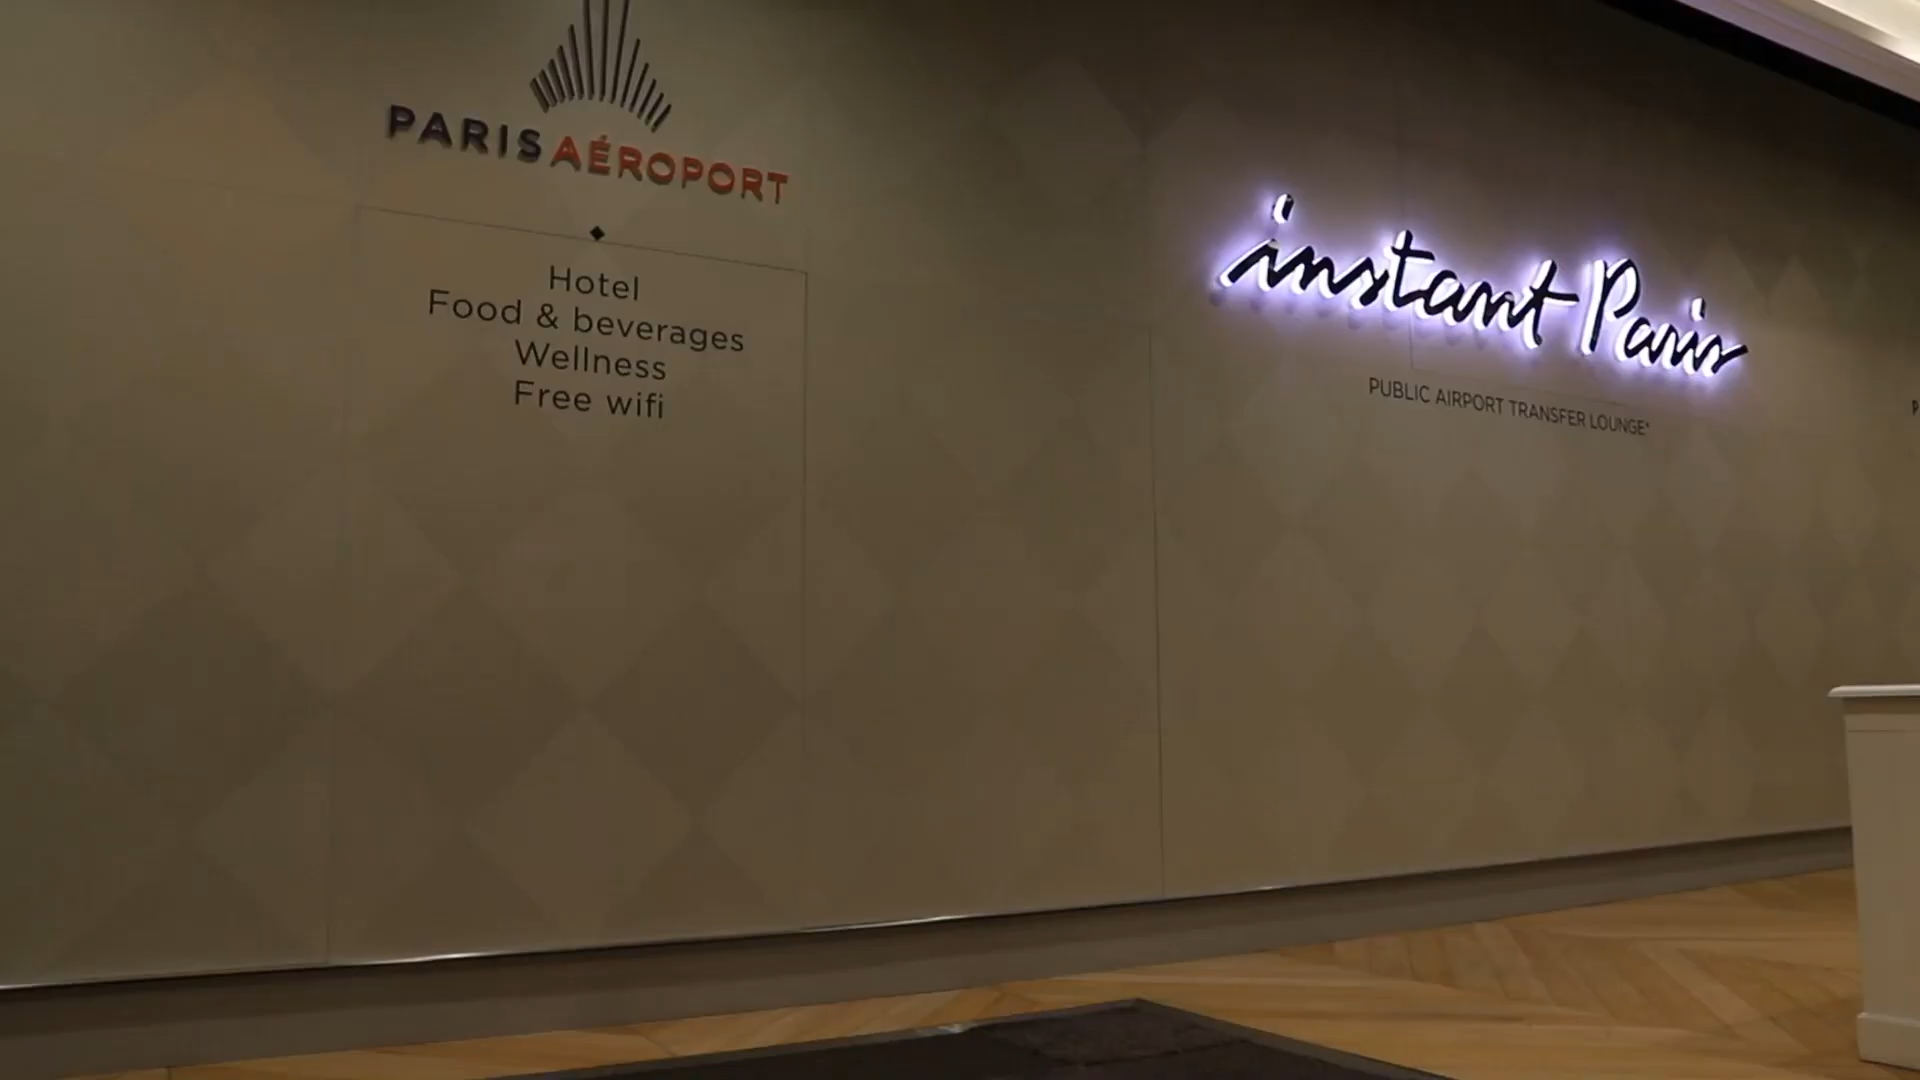 PARIS AÉROPORT
Hotel
Food & beverages
Wellness
Free wifi
instant Paris
PUBLIC AIRPORT TRANSFER LOUNGE*